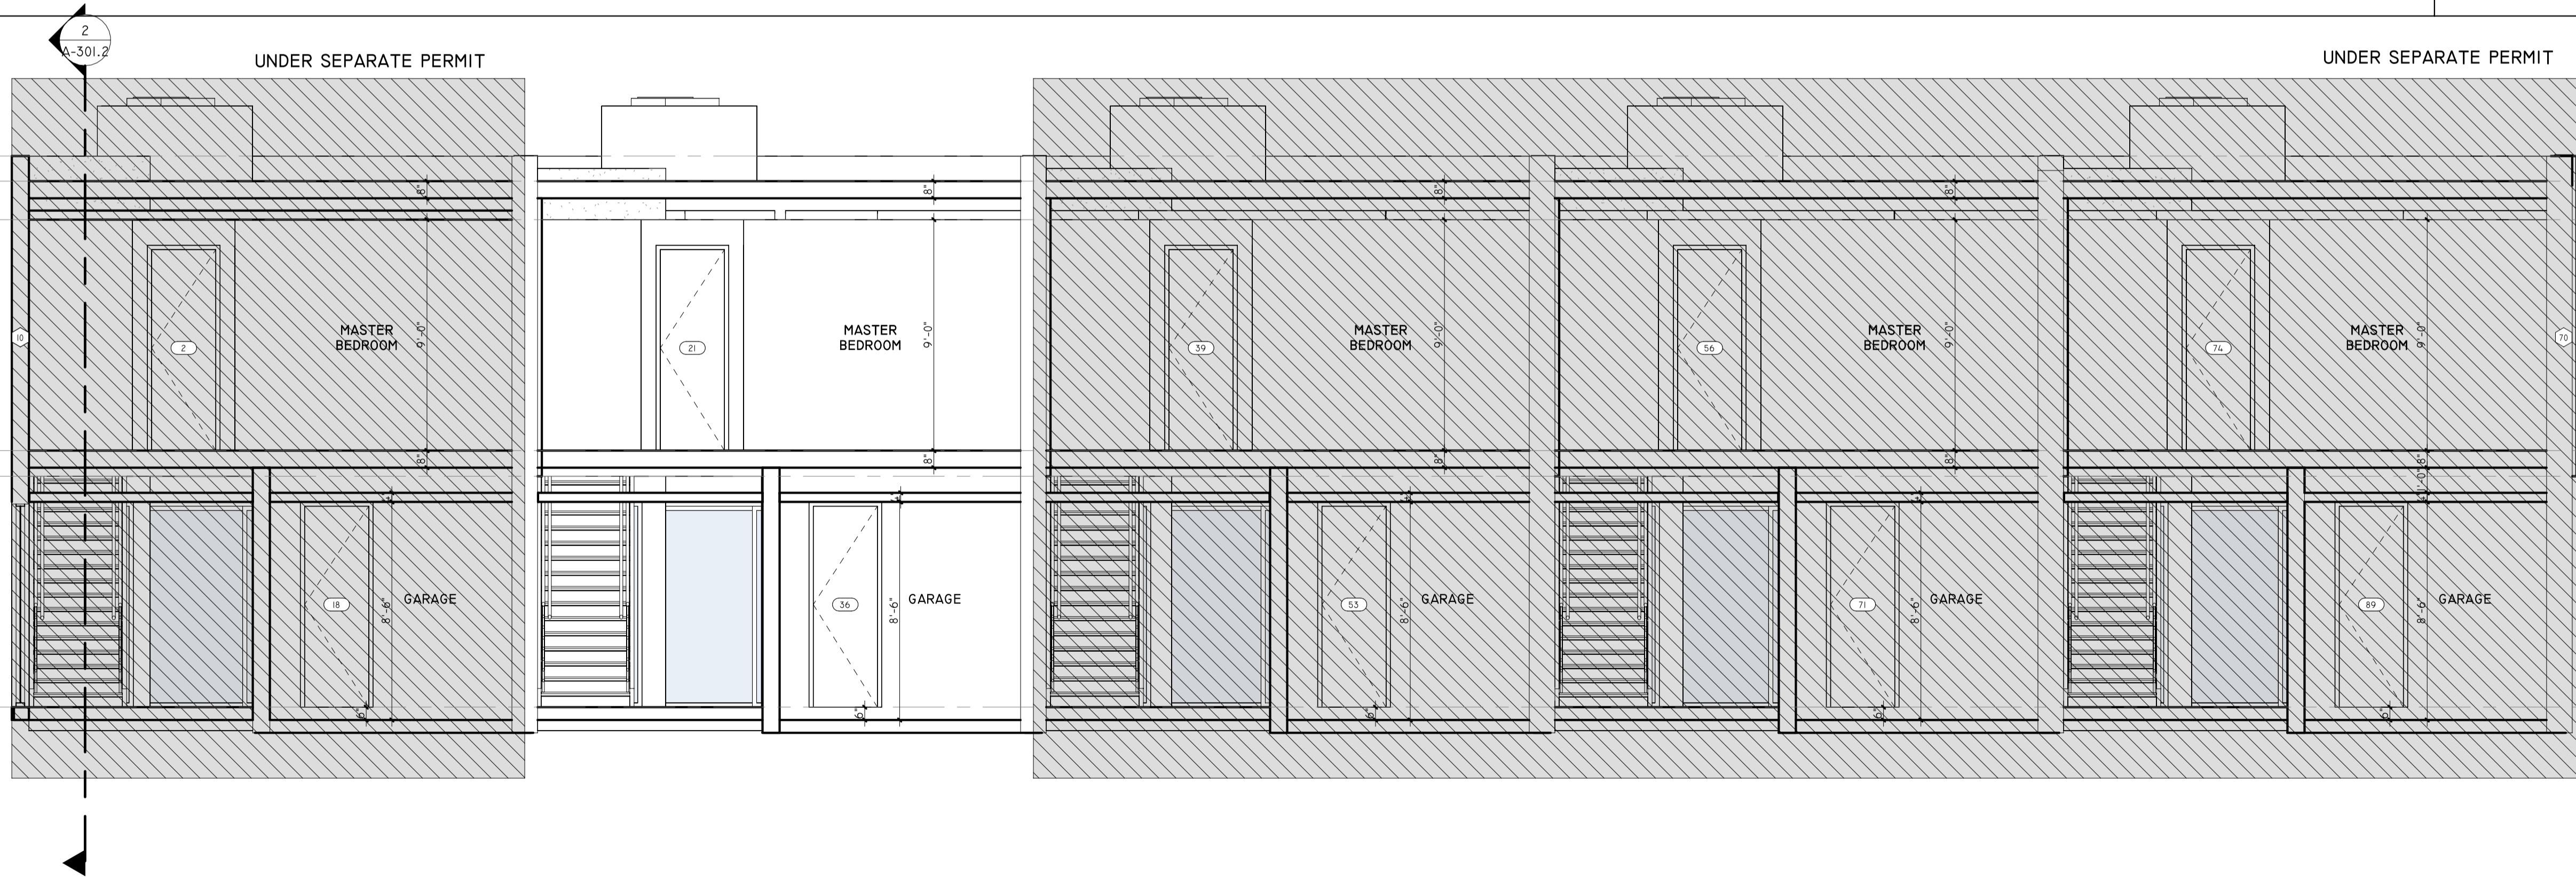 2
A-301.2
UNDER SEPARATE PERMIT
UNDER SEPARATE PERMIT
8"
8"
8"
8"
8"
10
2
MASTER
BEDROOM
9'-0"
21
MASTER
BEDROOM
9'-0"
39
MASTER
BEDROOM
9'-0"
56
MASTER
BEDROOM
9'-0"
74
MASTER
BEDROOM
9'-0"
70
8"
8"
8"
8"
8"
1'-0"
18
8'-6"
GARAGE
36
8'-6"
GARAGE
53
8'-6"
GARAGE
71
8'-6"
GARAGE
89
8'-6"
GARAGE
6"
6"
6"
6"
6"